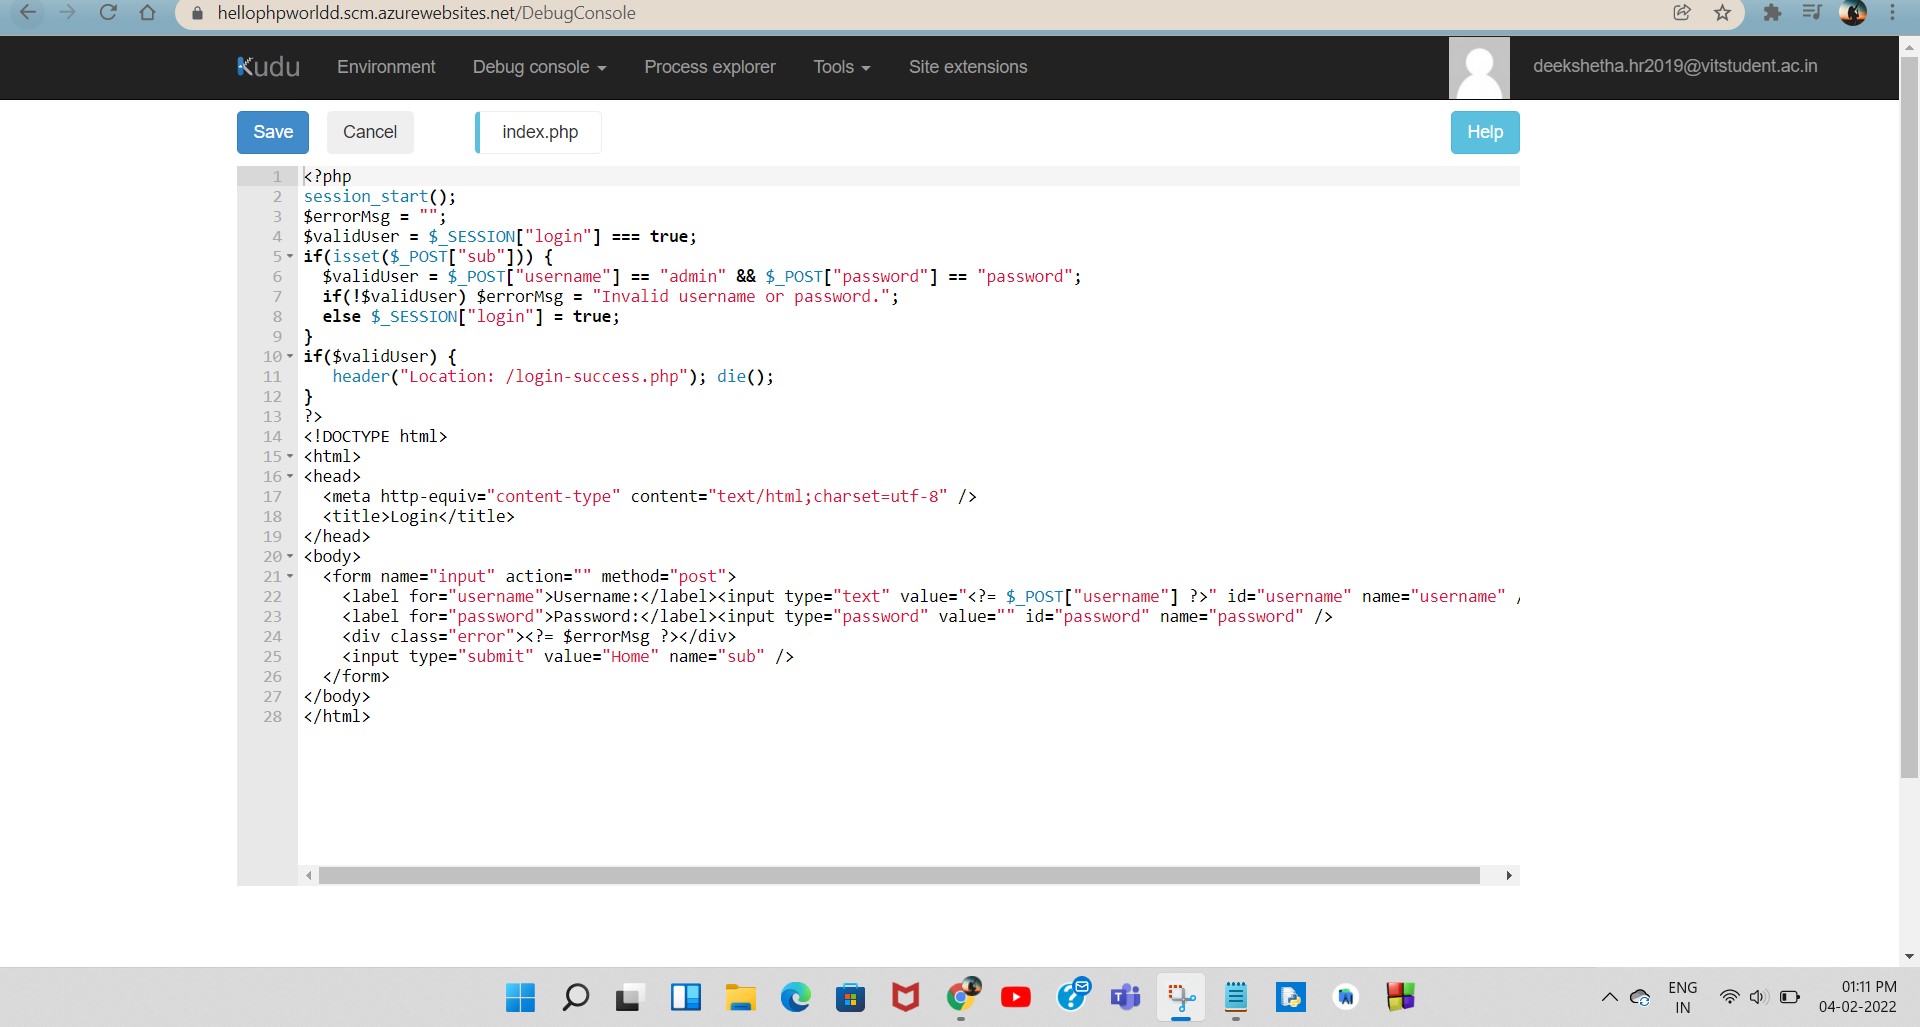 hellophpworldd.scm.azurewebsites.net/DebugConsole
Kudu Environment Debug console Process explorer Tools Site extensions deekshetha.hr2019@vitstudent.ac.in
Save Cancel index.php Help
1 <?php
2 session_start();
3 $errorMsg = "";
4 $validUser = $_SESSION["login"] === true;
5 if(isset($_POST["sub"])) {
6   $validUser = $_POST["username"] == "admin" && $_POST["password"] == "password";
7   if(!$validUser) $errorMsg = "Invalid username or password.";
8   else $_SESSION["login"] = true;
9 }
10 if($validUser) {
11    header("Location: /login-success.php"); die();
12 }
13 ?>
14 <!DOCTYPE html>
15 <html>
16 <head>
17   <meta http-equiv="content-type" content="text/html;charset=utf-8" />
18   <title>Login</title>
19 </head>
20 <body>
21   <form name="input" action="" method="post">
22     <label for="username">Username:</label><input type="text" value="<?= $_POST["username"] ?>" id="username" name="username" /
23     <label for="password">Password:</label><input type="password" value="" id="password" name="password" />
24     <div class="error"><?= $errorMsg ?></div>
25     <input type="submit" value="Home" name="sub" />
26   </form>
27 </body>
28 </html>
ENG
IN
01:11 PM
04-02-2022